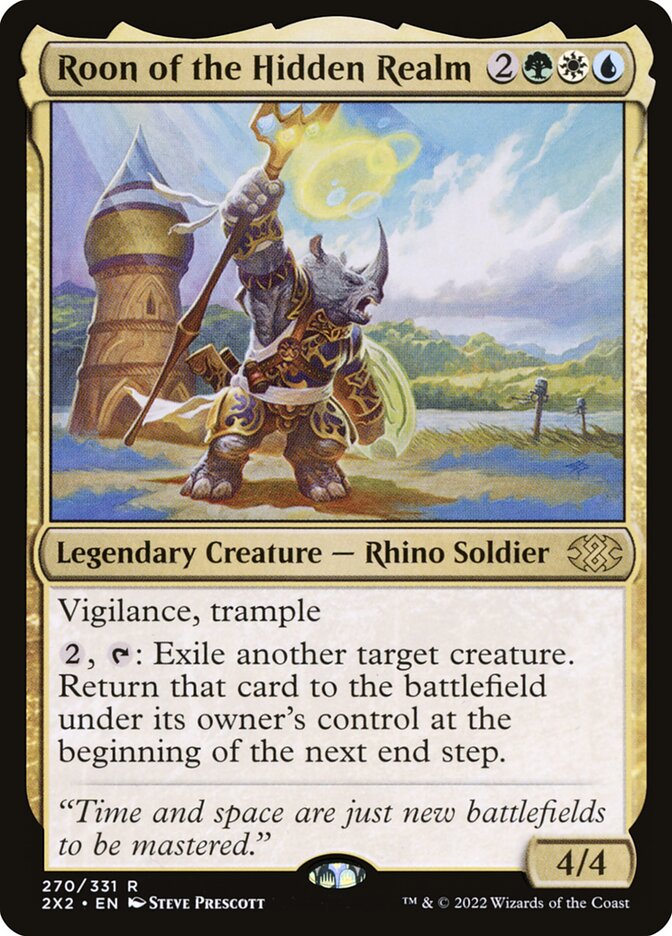 Roon of the Hidden Realm 2
Legendary Creature — Rhino Soldier
Vigilance, trample
2, : Exile another target creature.
Return that card to the battlefield
under its owner’s control at the
beginning of the next end step.
“Time and space are just new battlefields
to be mastered.”
4/4
270/331 R
2X2 • EN Steve Prescott
™ & © 2022 Wizards of the Coast